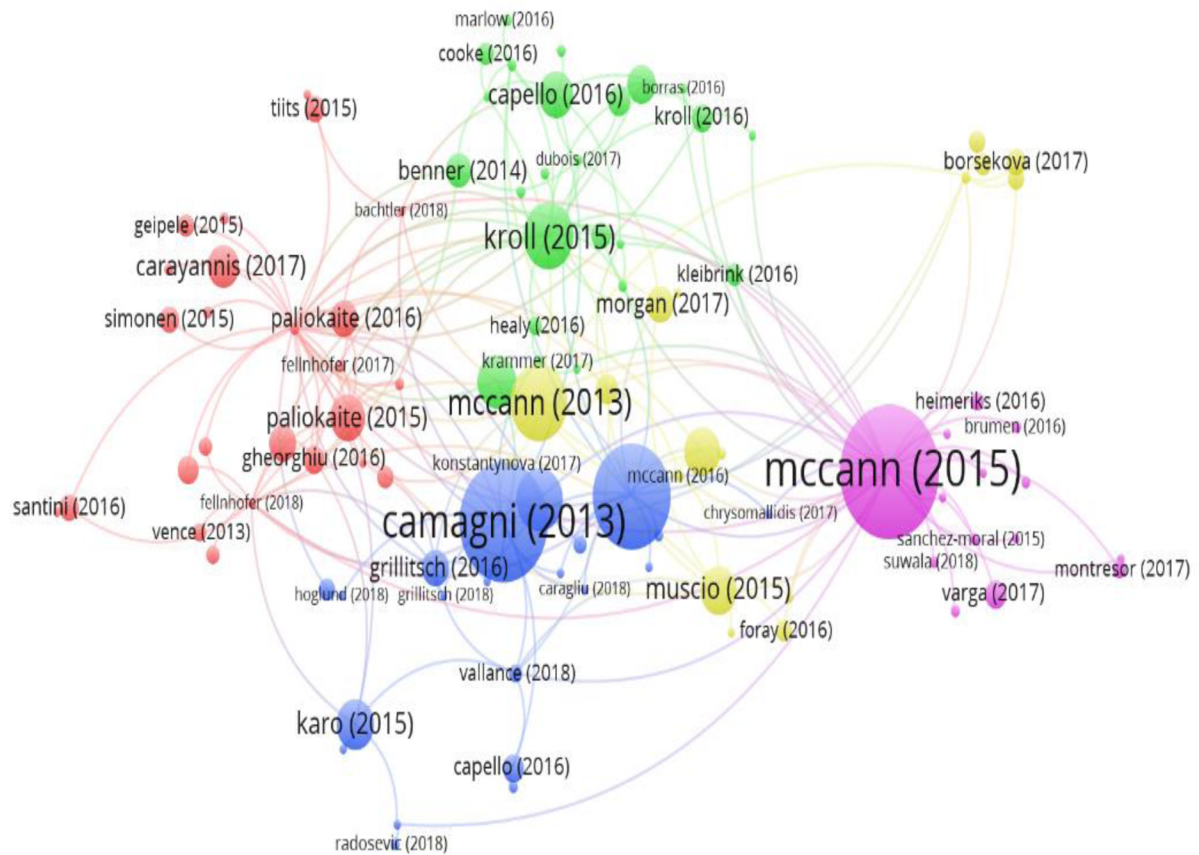 marlow (2016)
cooke (2016)
capello (2016)
borras (2016)
tiits (2015)
kroll (2016)
dubois (2017)
borsekova (2017)
benner (2014)
bachtler (2018)
geipele (2015)
kroll (2015)
carayannis (2017)
kleibrink (2016)
morgan (2017)
simonen (2015)
paliokaite (2016)
healy (2016)
fellnhofer (2017)
krammer (2017)
mccann (2013)
heimeriks (2016)
paliokaite (2015)
brumen (2016)
gheorghiu (2016)
konstantynova (2017)
mccann (2016)
mccann (2015)
santini (2016)
fellnhofer (2018)
camagni (2013)
chrysomallidis (2017)
vence (2013)
sanchez-moral (2015)
suwala (2018)
grillitsch (2016)
montresor (2017)
hoglund (2018)
grillitsch (2018)
caragliu (2018)
muscio (2015)
varga (2017)
foray (2016)
vallance (2018)
karo (2015)
capello (2016)
radosevic (2018)